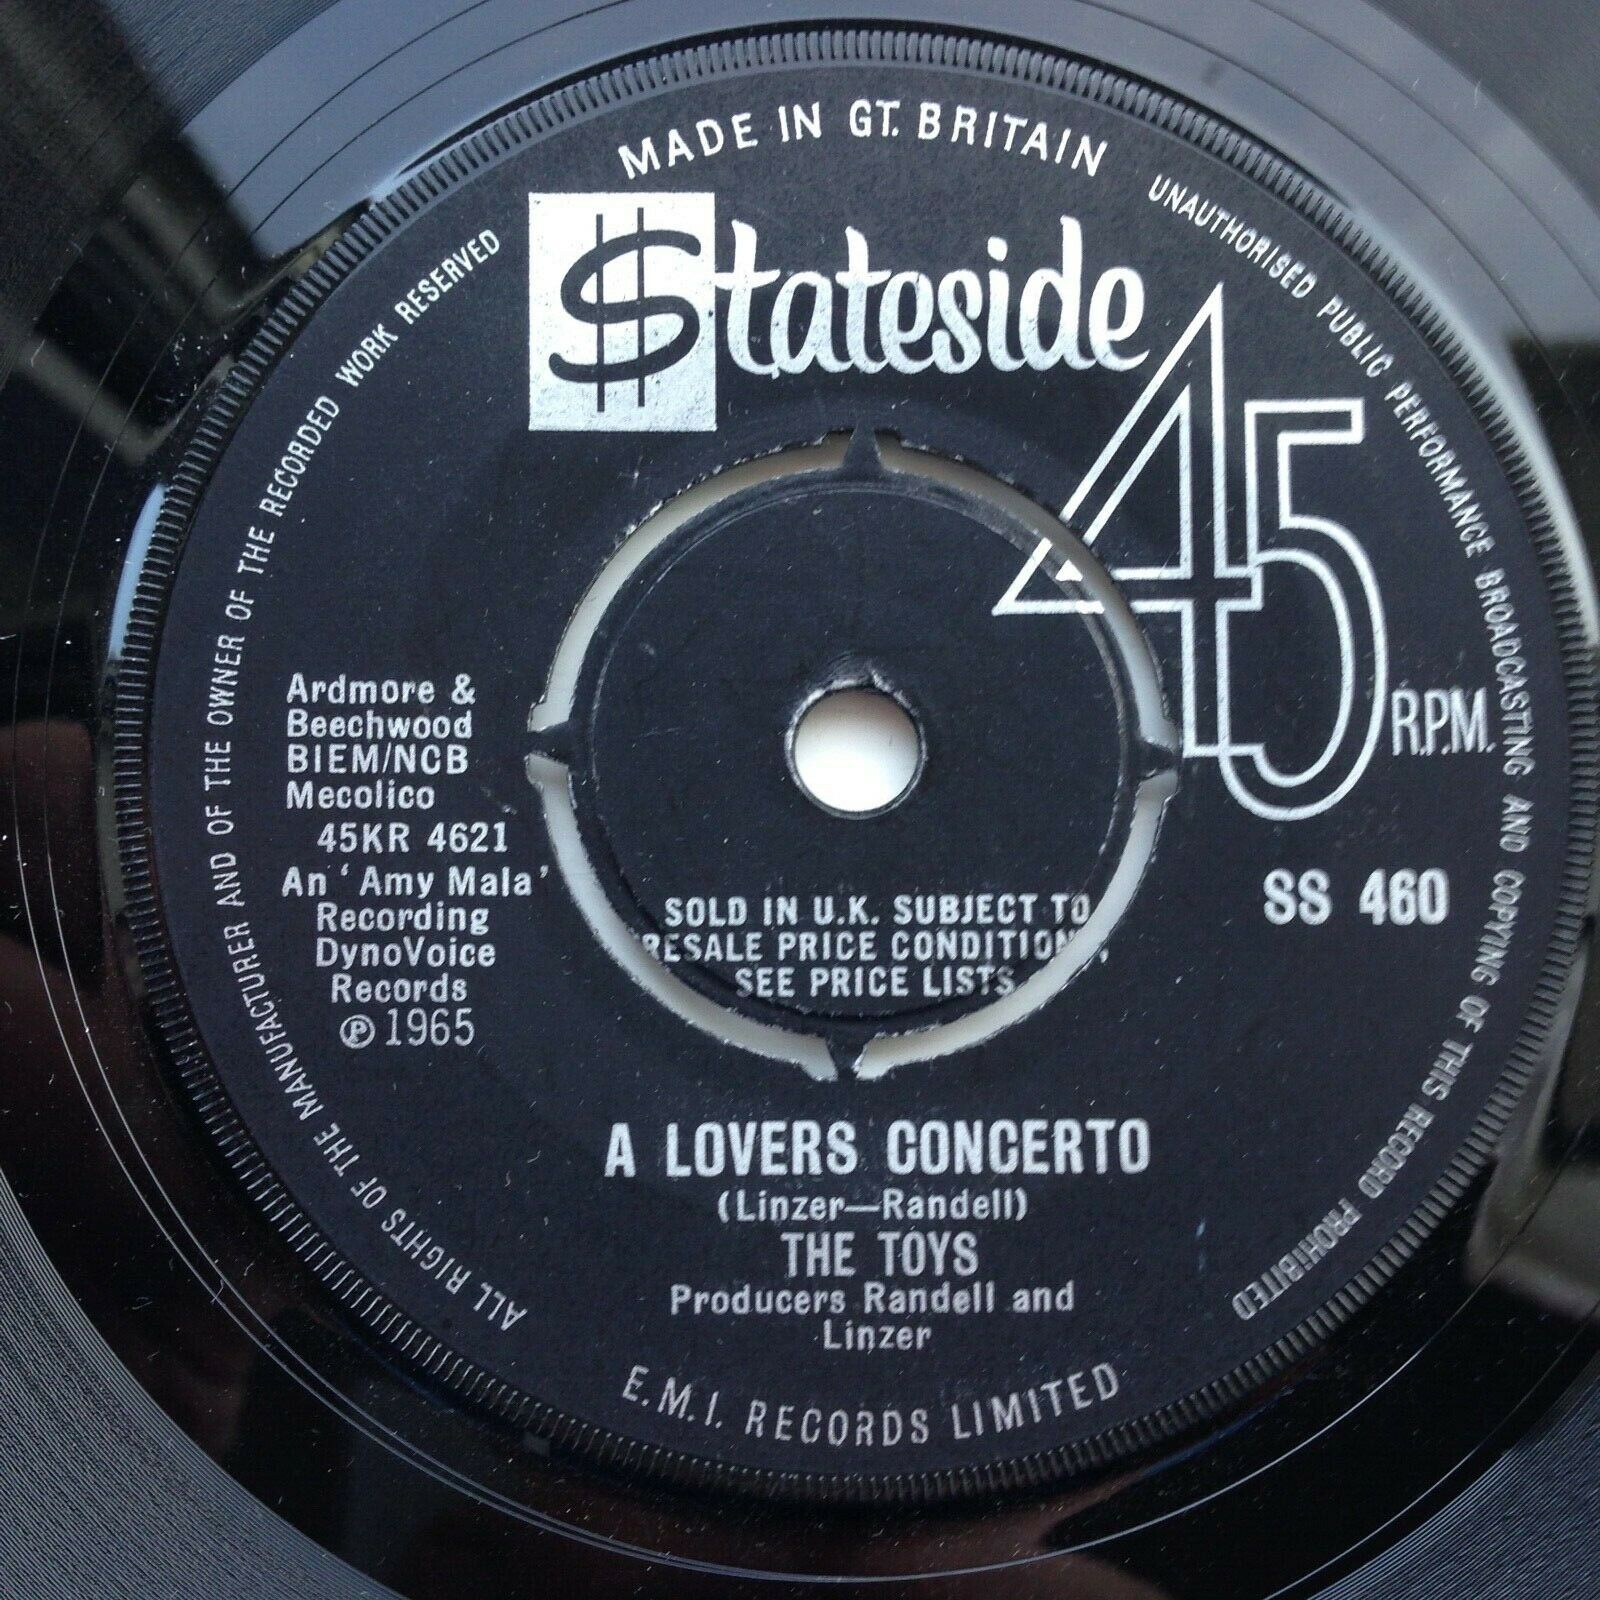 MADE IN GT. BRITAIN
UNAUTHORISED PUBLIC PERFORMANCE BROADCASTING AND COPYING OF THIS RECORD PROHIBITED
ALL RIGHTS OF THE MANUFACTURER AND OF THE OWNER OF THE RECORDED WORK RESERVED
$tateside
45 R.P.M.
Ardmore &
Beechwood
BIEM/NCB
Mecolico
45KR 4621
An 'Amy Mala'
Recording
DynoVoice
Records
℗ 1965
SS 460
SOLD IN U.K. SUBJECT TO
RESALE PRICE CONDITIONS,
SEE PRICE LISTS
A LOVERS CONCERTO
(Linzer—Randell)
THE TOYS
Producers Randell and
Linzer
E.M.I. RECORDS LIMITED